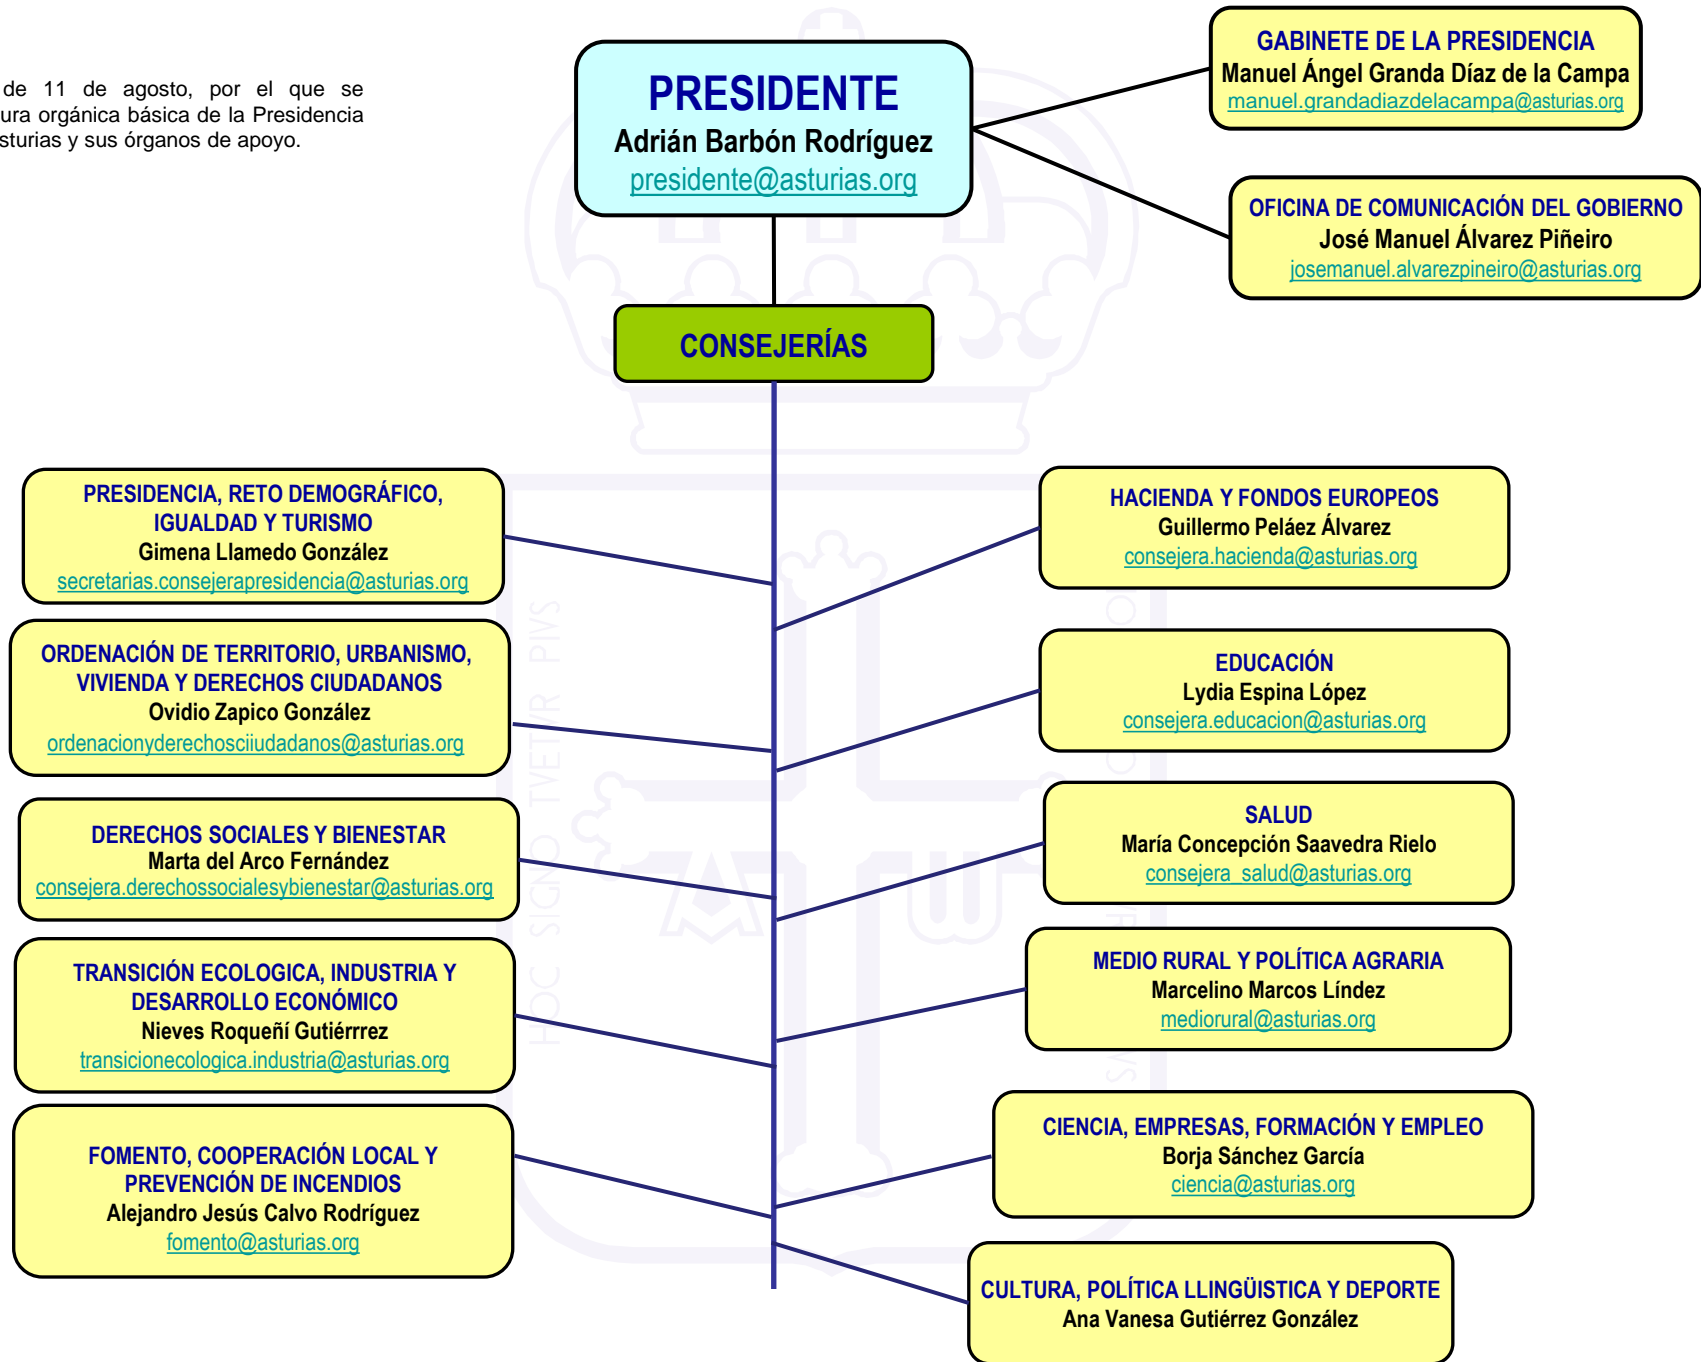 de 11 de agosto, por el que se
ura orgánica básica de la Presidencia
sturias y sus órganos de apoyo.
PRESIDENTE
Adrián Barbón Rodríguez
presidente@asturias.org
GABINETE DE LA PRESIDENCIA
Manuel Ángel Granda Díaz de la Campa
manuel.grandadiazdelacampa@asturias.org
OFICINA DE COMUNICACIÓN DEL GOBIERNO
José Manuel Álvarez Piñeiro
josemanuel.alvarezpineiro@asturias.org
CONSEJERÍAS
PRESIDENCIA, RETO DEMOGRÁFICO,
IGUALDAD Y TURISMO
Gimena Llamedo González
secretarias.consejerapresidencia@asturias.org
ORDENACIÓN DE TERRITORIO, URBANISMO,
VIVIENDA Y DERECHOS CIUDADANOS
Ovidio Zapico González
ordenacionyderechosciiudadanos@asturias.org
DERECHOS SOCIALES Y BIENESTAR
Marta del Arco Fernández
consejera.derechossocialesybienestar@asturias.org
TRANSICIÓN ECOLOGICA, INDUSTRIA Y
DESARROLLO ECONÓMICO
Nieves Roqueñí Gutiérrrez
transicionecologica.industria@asturias.org
FOMENTO, COOPERACIÓN LOCAL Y
PREVENCIÓN DE INCENDIOS
Alejandro Jesús Calvo Rodríguez
fomento@asturias.org
HACIENDA Y FONDOS EUROPEOS
Guillermo Peláez Álvarez
consejera.hacienda@asturias.org
EDUCACIÓN
Lydia Espina López
consejera.educacion@asturias.org
SALUD
María Concepción Saavedra Rielo
consejera_salud@asturias.org
MEDIO RURAL Y POLÍTICA AGRARIA
Marcelino Marcos Líndez
mediorural@asturias.org
CIENCIA, EMPRESAS, FORMACIÓN Y EMPLEO
Borja Sánchez García
ciencia@asturias.org
CULTURA, POLÍTICA LLINGÜISTICA Y DEPORTE
Ana Vanesa Gutiérrez González
HOC SIGNO TVETVR PIVS